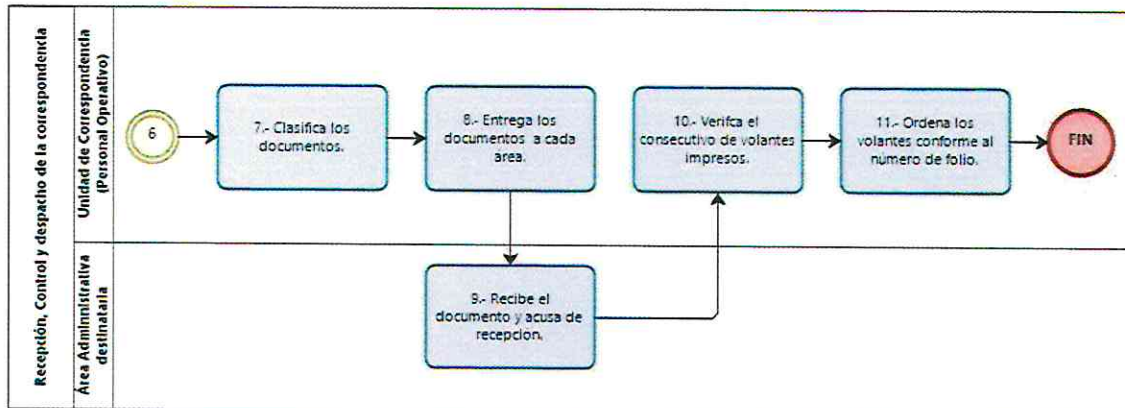 Recepción, Control y despacho de la correspondencia
Unidad de Correspondencia
(Personal Operativo)
6
7.- Clasifica los
documentos.
8.- Entrega los
documentos a cada
área.
10.- Verifca el
consecutivo de volantes
impresos.
11.- Ordena los
volantes conforme al
número de folio.
FIN
Área Adminnistrativa
destinataria
9.- Recibe el
documento y acusa de
recepción.